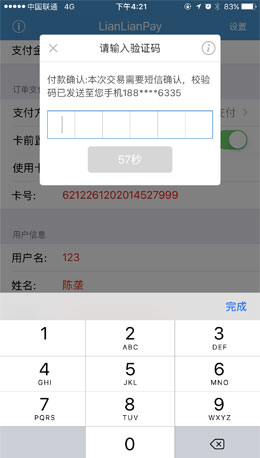 中国联通 4G 下午4:21 83%
LianLianPay 设置
支付金
请输入验证码
付款确认:本次交易需要短信确认，校验
码已发送至您手机188****6335
57秒
订单支
支付方 支付
卡前置
使用卡
卡号: 6212261202014527999
用户信息
用户名: 123
姓名: 陈垄
完成
1 2 ABC 3 DEF
4 GHI 5 JKL 6 MNO
7 PQRS 8 TUV 9 WXYZ
0